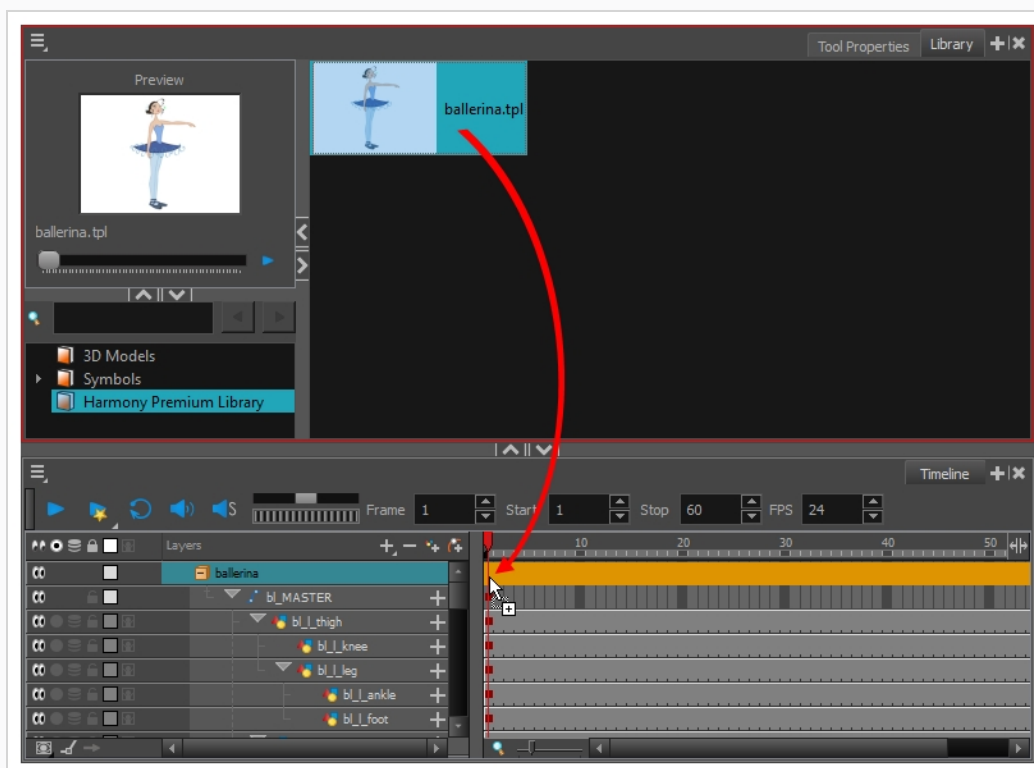 Tool Properties Library
Preview
ballerina.tpl
ballerina.tpl
3D Models
Symbols
Harmony Premium Library
Timeline
S Frame 1 Start 1 Stop 60 FPS 24
Layers 10 20 30 40 50
ballerina
bl_MASTER
bl_l_thigh
bl_l_knee
bl_l_leg
bl_l_ankle
bl_l_foot